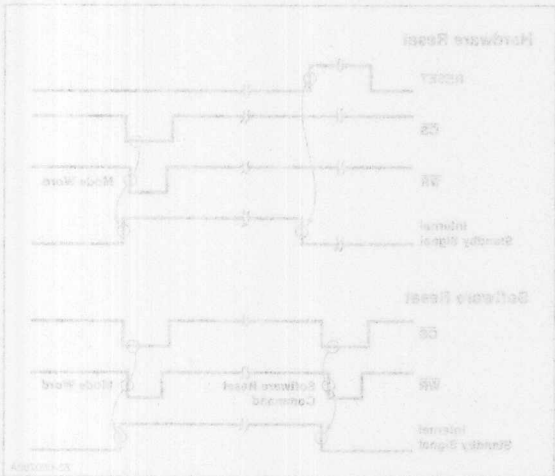 Hardware Reset
RESET
CS
WR
Mode Word
Internal
Standby Signal
Software Reset
CS
WR
Software Reset
Command
Mode Word
Internal
Standby Signal